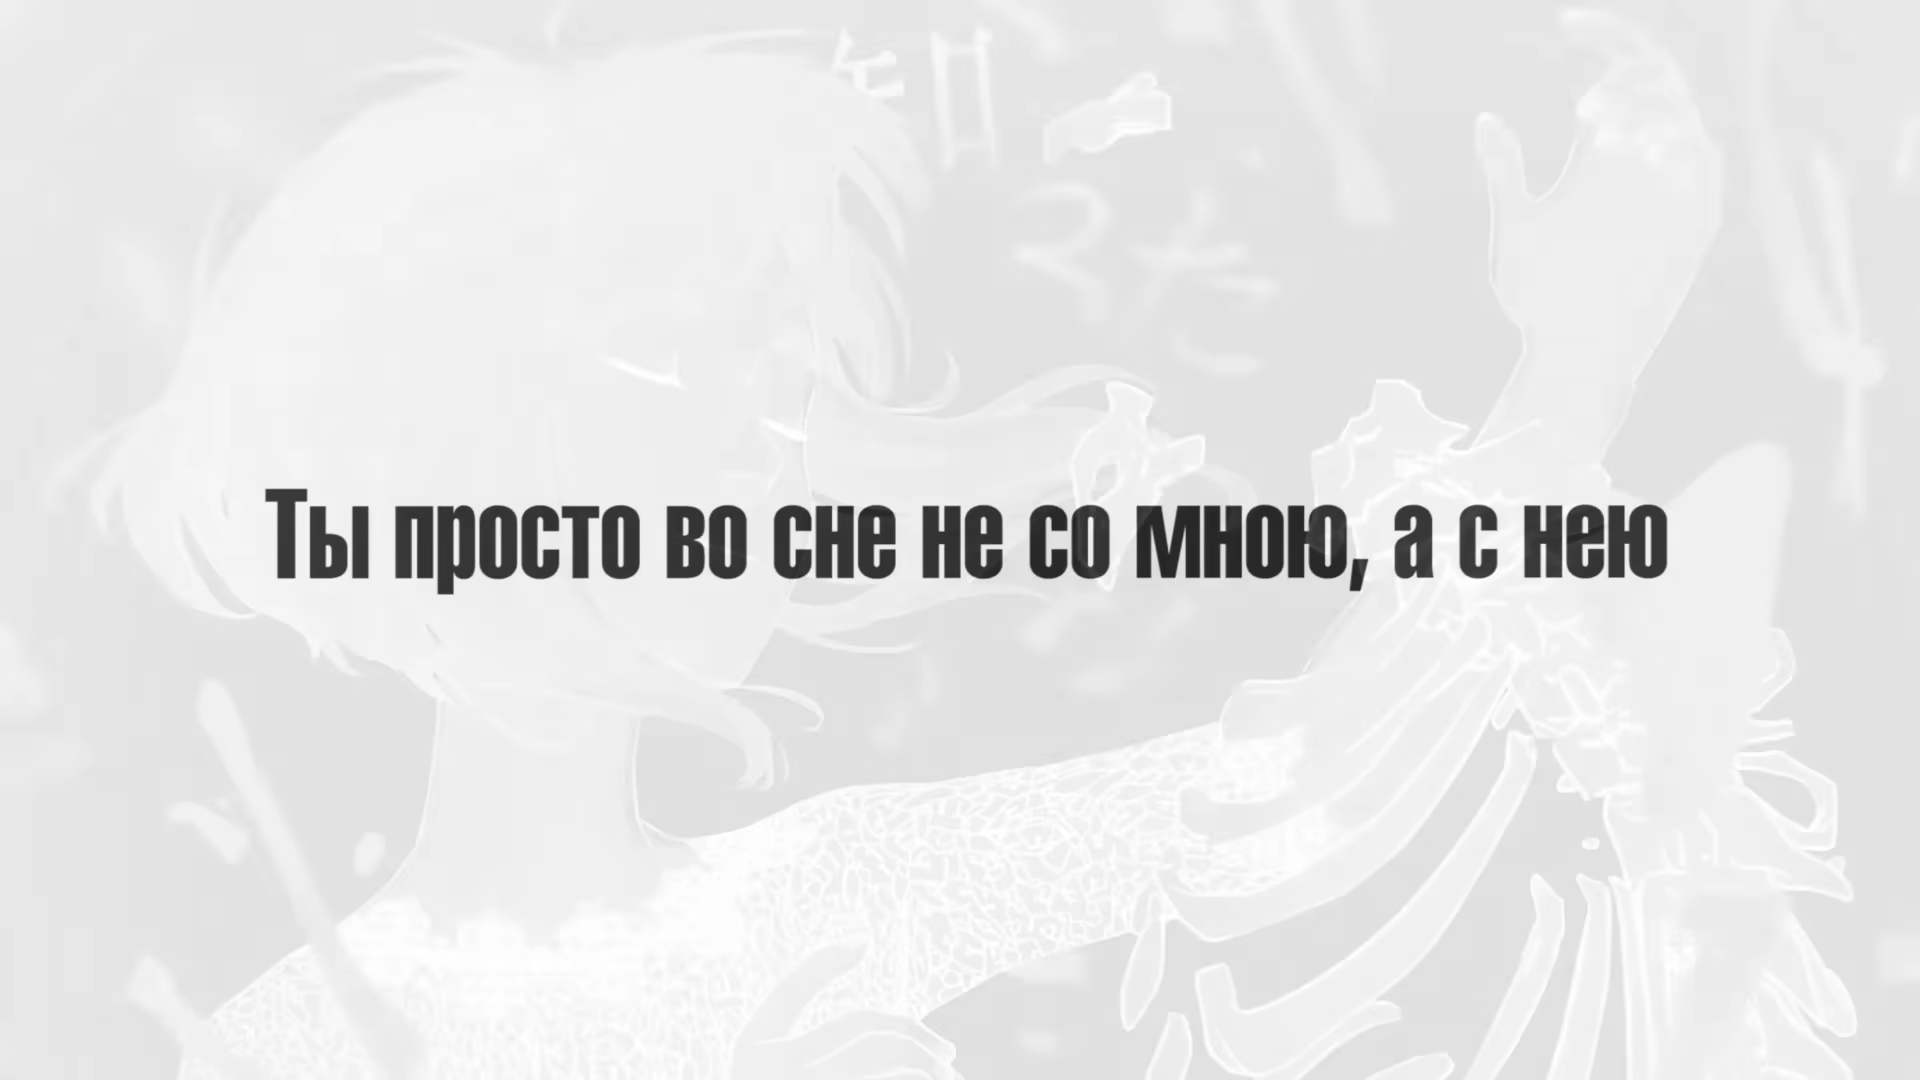 Ты просто во сне не со мною, а с нею